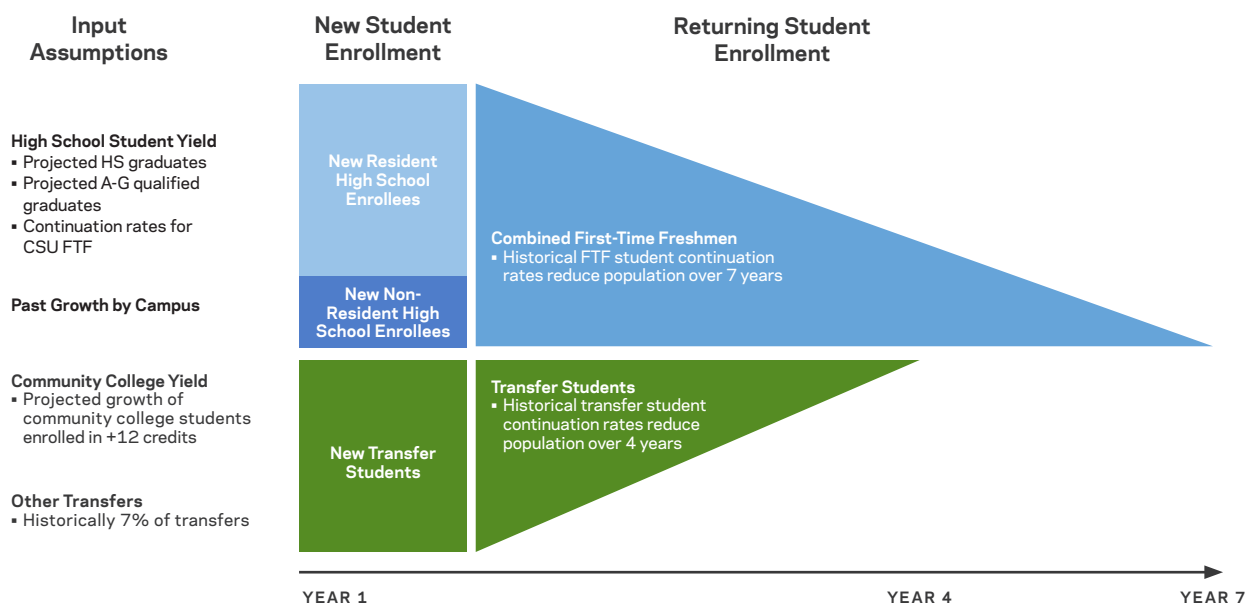 Input
Assumptions
New Student
Enrollment
Returning Student
Enrollment
High School Student Yield
▪ Projected HS graduates
▪ Projected A-G qualified
graduates
▪ Continuation rates for
CSU FTF
Past Growth by Campus
Community College Yield
▪ Projected growth of
community college students
enrolled in +12 credits
Other Transfers
▪ Historically 7% of transfers
New Resident
High School
Enrollees
New Non-
Resident High
School Enrollees
New Transfer
Students
Combined First-Time Freshmen
▪ Historical FTF student continuation
rates reduce population over 7 years
Transfer Students
▪ Historical transfer student
continuation rates reduce
population over 4 years
YEAR 1
YEAR 4
YEAR 7